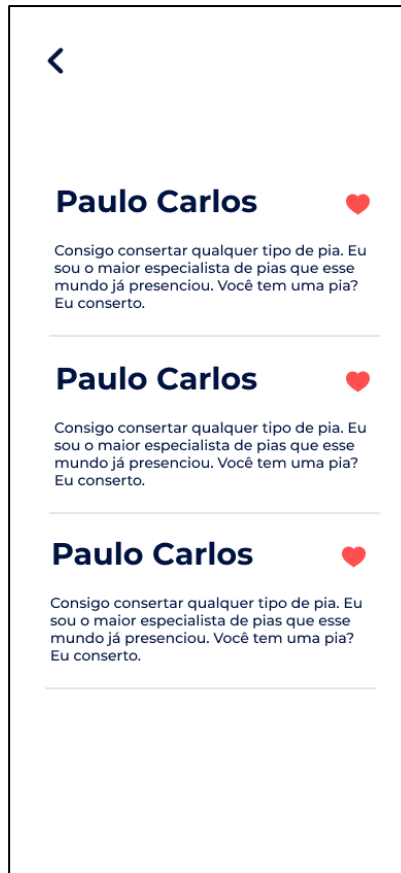 Paulo Carlos
Consigo consertar qualquer tipo de pia. Eu
sou o maior especialista de pias que esse
mundo já presenciou. Você tem uma pia?
Eu conserto.
Paulo Carlos
Consigo consertar qualquer tipo de pia. Eu
sou o maior especialista de pias que esse
mundo já presenciou. Você tem uma pia?
Eu conserto.
Paulo Carlos
Consigo consertar qualquer tipo de pia. Eu
sou o maior especialista de pias que esse
mundo já presenciou. Você tem uma pia?
Eu conserto.